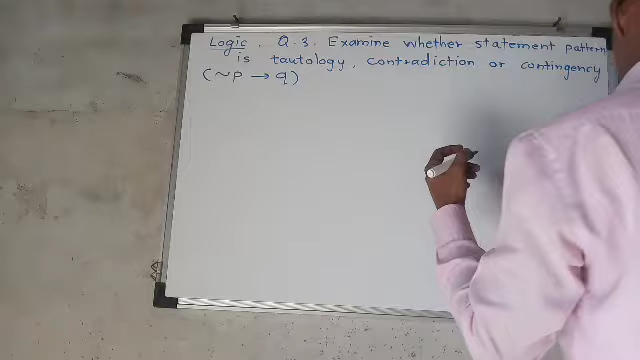 Logic. Q.3. Examine whether statement pattern
is tautology, contradiction or contingency
(~p → q)